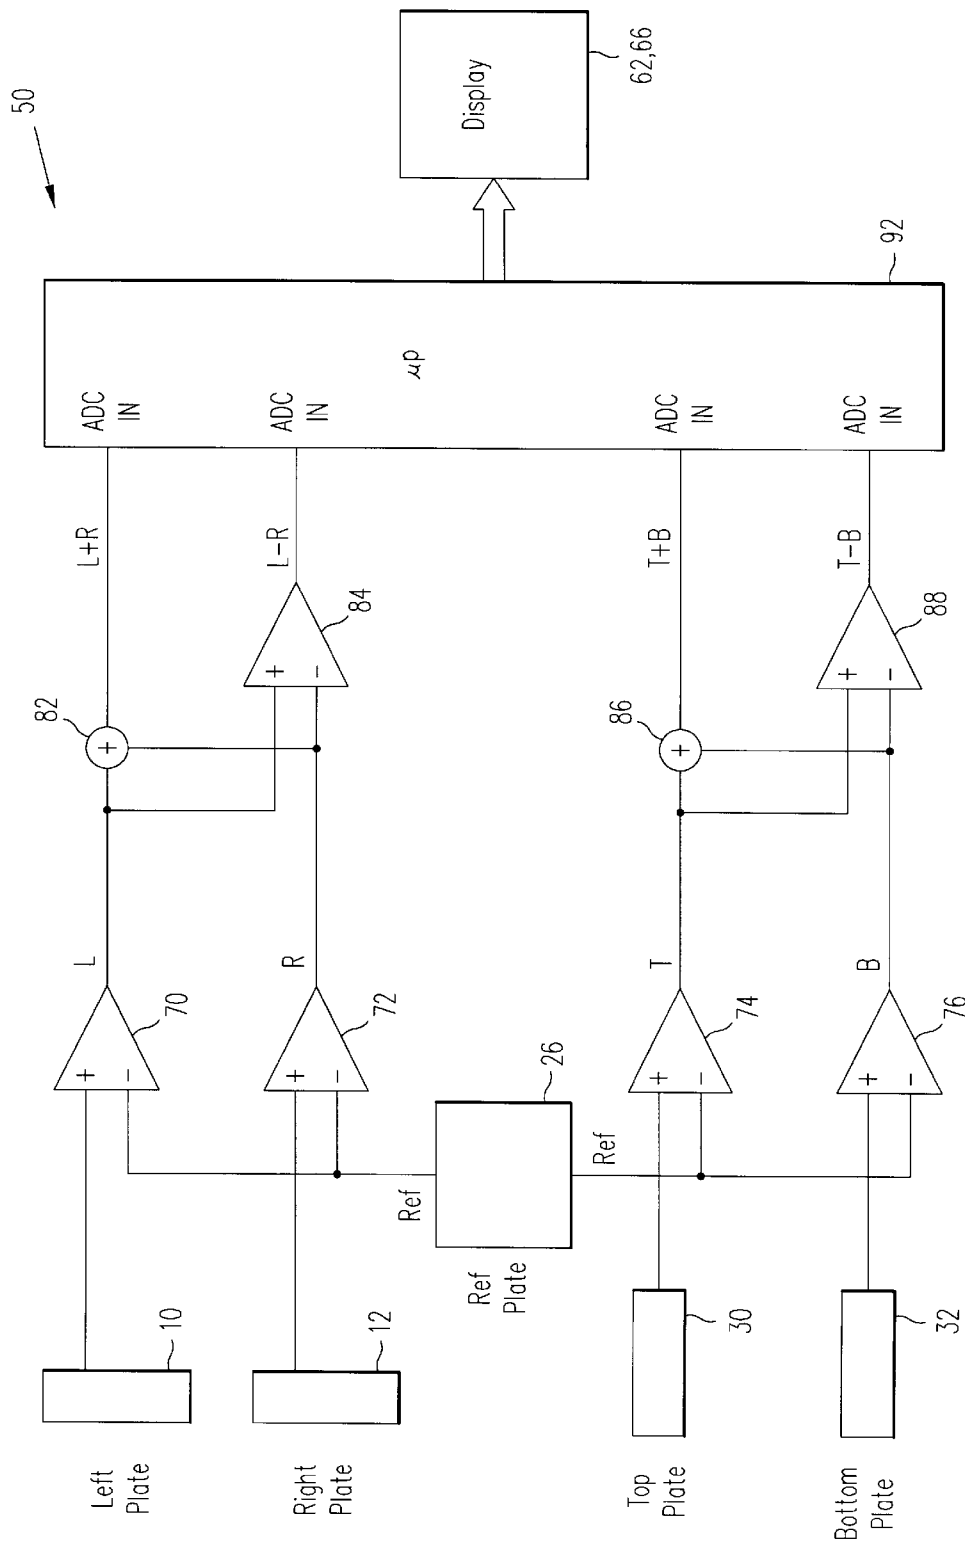 50
Left
Plate
10
+
−
70
L
82
+
L+R
ADC
IN
Right
Plate
12
+
−
72
R
+
−
84
L−R
ADC
IN
Ref
Ref
Plate
26
Ref
μp
Display
62,66
Top
Plate
30
+
−
74
T
86
+
T+B
ADC
IN
Bottom
Plate
32
+
−
76
B
+
−
88
T−B
ADC
IN
92